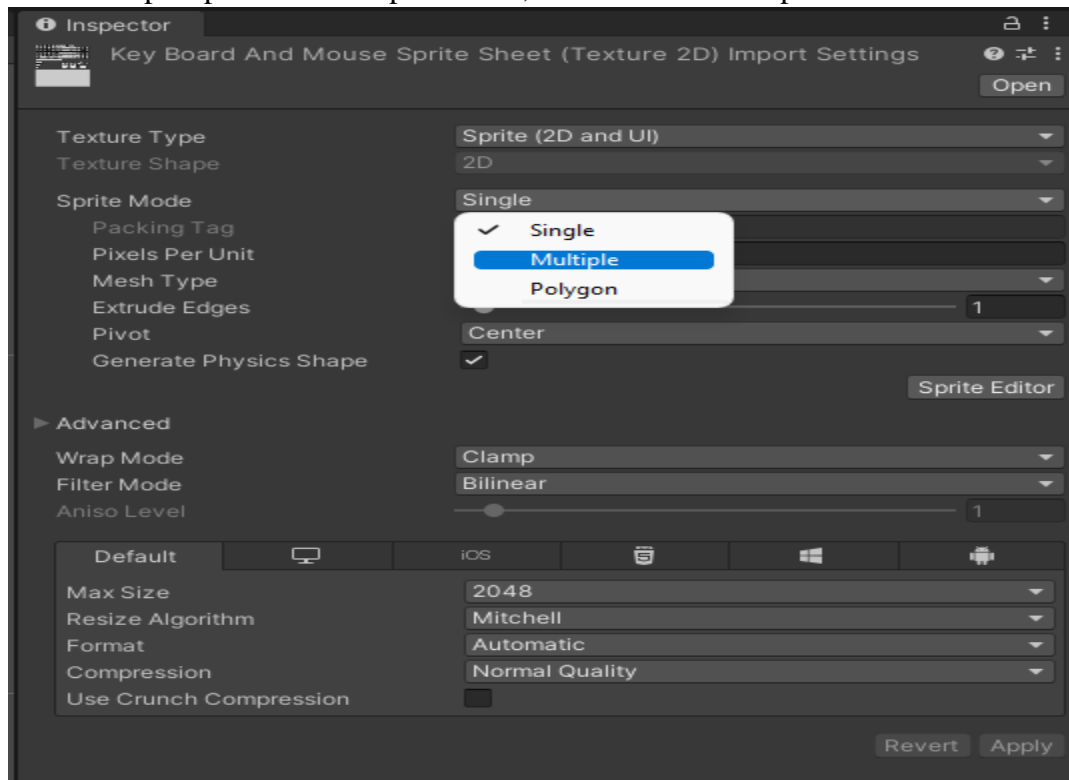 Inspector
Key Board And Mouse Sprite Sheet (Texture 2D) Import Settings
Open
Texture Type Sprite (2D and UI)
Texture Shape 2D
Sprite Mode Single
Packing Tag
✓ Single
Pixels Per Unit
Multiple
Mesh Type
Polygon
Extrude Edges 1
Pivot Center
Generate Physics Shape ✓
Sprite Editor
Advanced
Wrap Mode Clamp
Filter Mode Bilinear
Aniso Level 1
Default iOS
Max Size 2048
Resize Algorithm Mitchell
Format Automatic
Compression Normal Quality
Use Crunch Compression
Revert Apply